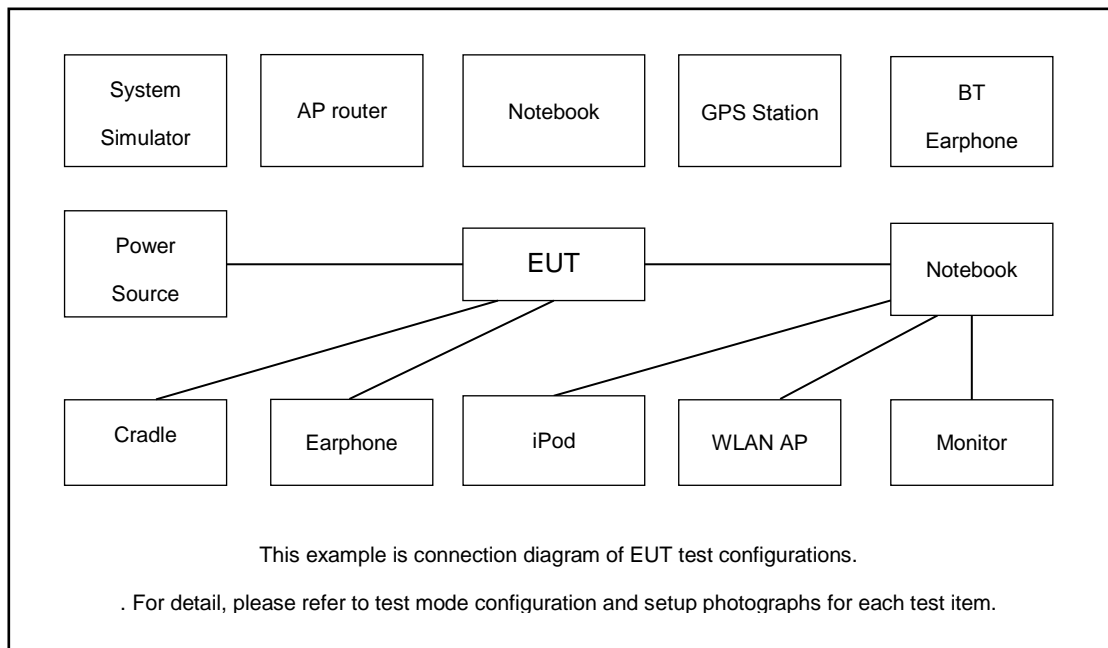 System
Simulator
AP router
Notebook
GPS Station
BT
Earphone
Power
Source
EUT
Notebook
Cradle
Earphone
iPod
WLAN AP
Monitor
This example is connection diagram of EUT test configurations.
. For detail, please refer to test mode configuration and setup photographs for each test item.